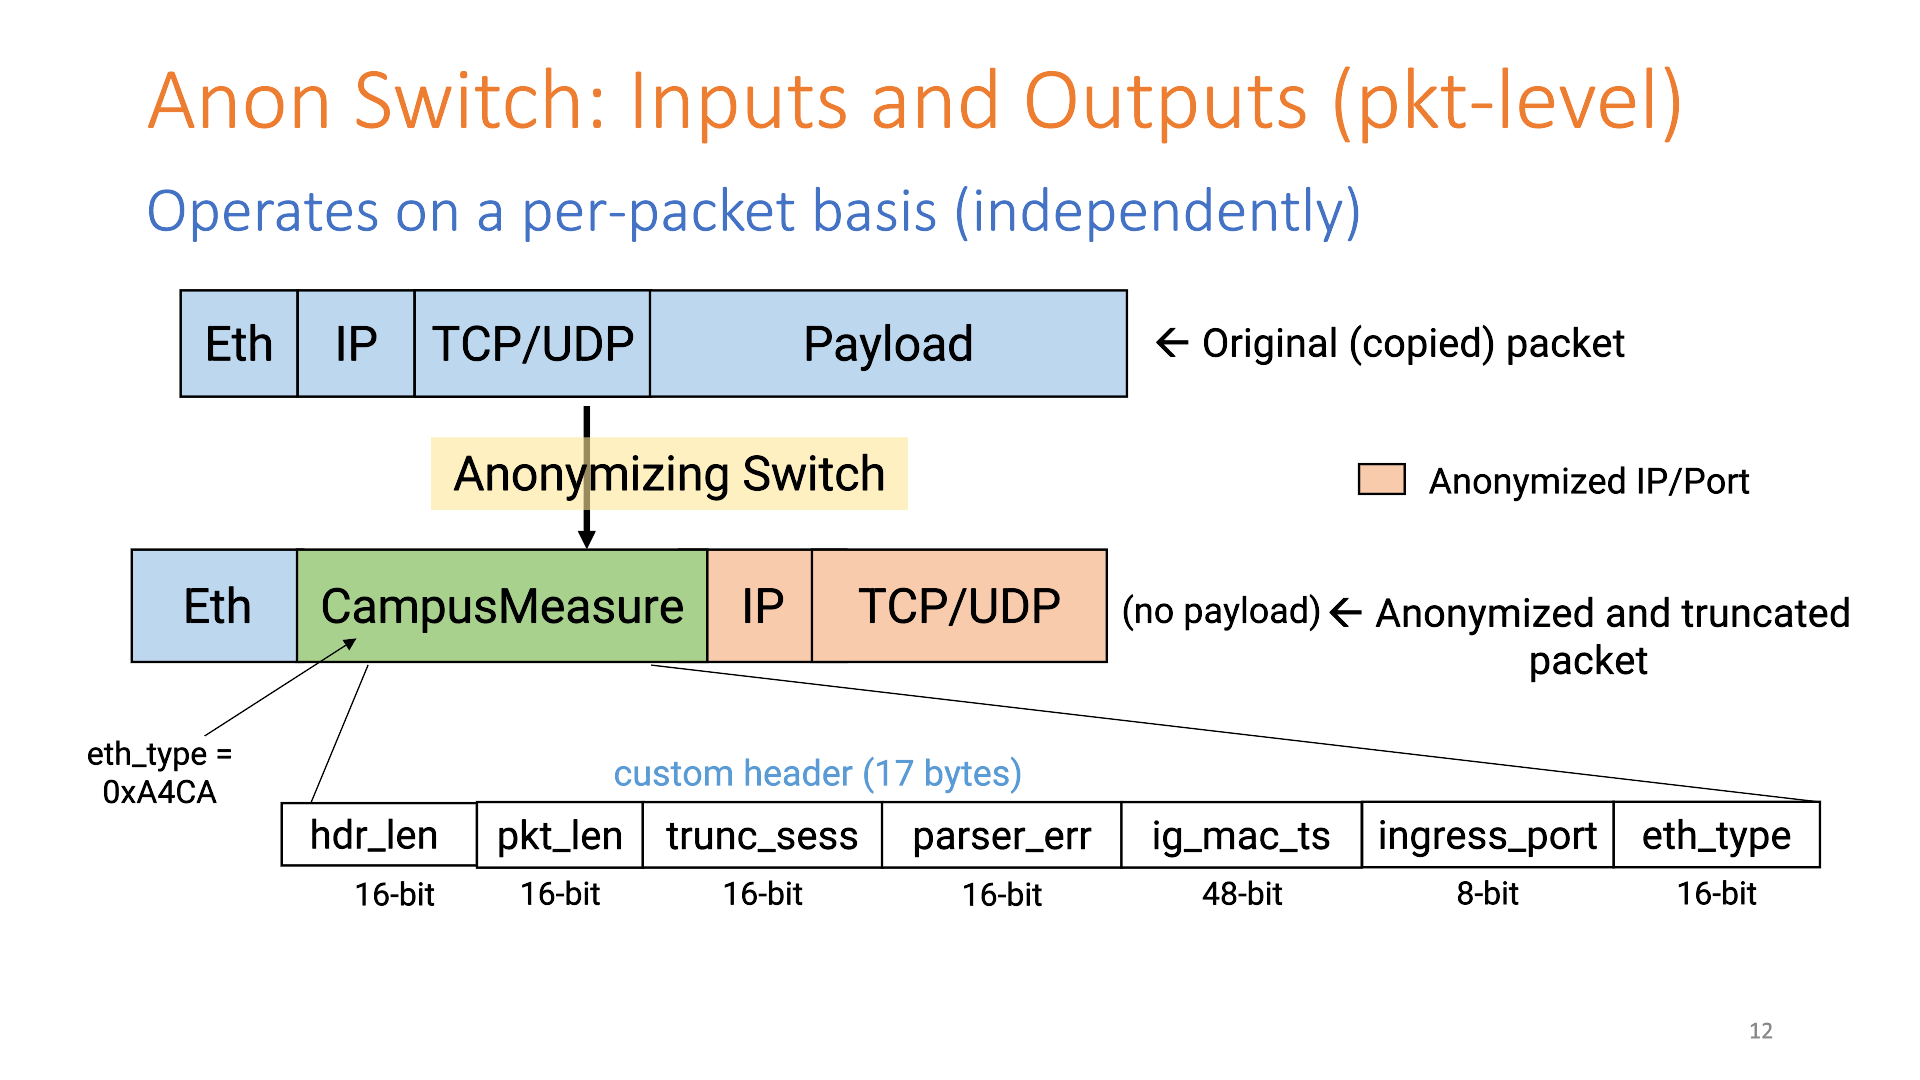 Anon Switch: Inputs and Outputs (pkt-level)
Operates on a per-packet basis (independently)
Eth IP TCP/UDP Payload ← Original (copied) packet
Anonymizing Switch
Anonymized IP/Port
Eth CampusMeasure IP TCP/UDP (no payload) ← Anonymized and truncated
packet
eth_type =
0xA4CA
custom header (17 bytes)
hdr_len pkt_len trunc_sess parser_err ig_mac_ts ingress_port eth_type
16-bit 16-bit 16-bit 16-bit 48-bit 8-bit 16-bit
12